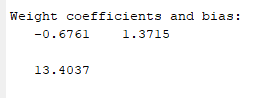 Weight coefficients and bias:
-0.6761 1.3715
13.4037